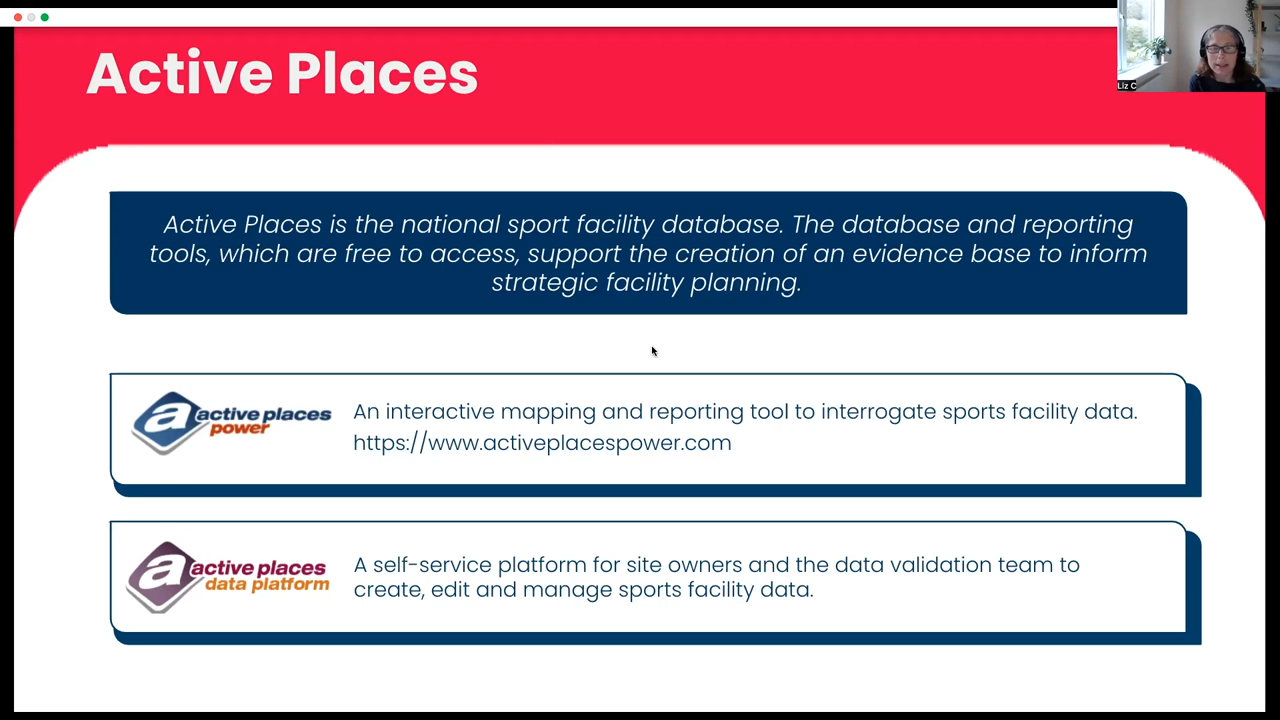 Active Places
Liz C
Active Places is the national sport facility database. The database and reporting
tools, which are free to access, support the creation of an evidence base to inform
strategic facility planning.
active places
power
An interactive mapping and reporting tool to interrogate sports facility data.
https://www.activeplacespower.com
active places
data platform
A self-service platform for site owners and the data validation team to
create, edit and manage sports facility data.